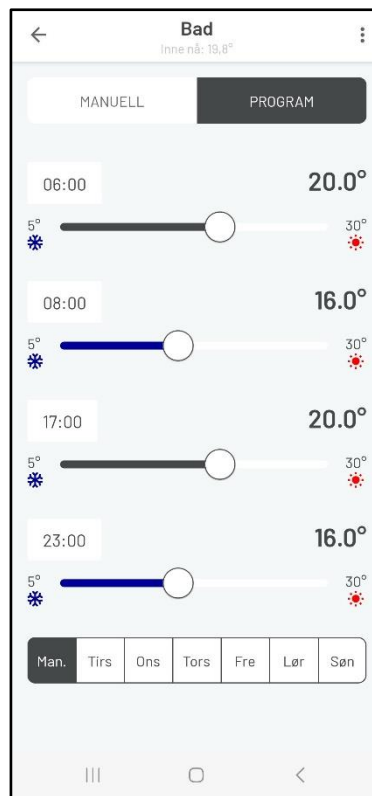 Bad
Inne nå: 19,8°
MANUELL PROGRAM
06:00 20.0°
5° 30°
08:00 16.0°
5° 30°
17:00 20.0°
5° 30°
23:00 16.0°
5° 30°
Man. Tirs Ons Tors Fre Lør Søn